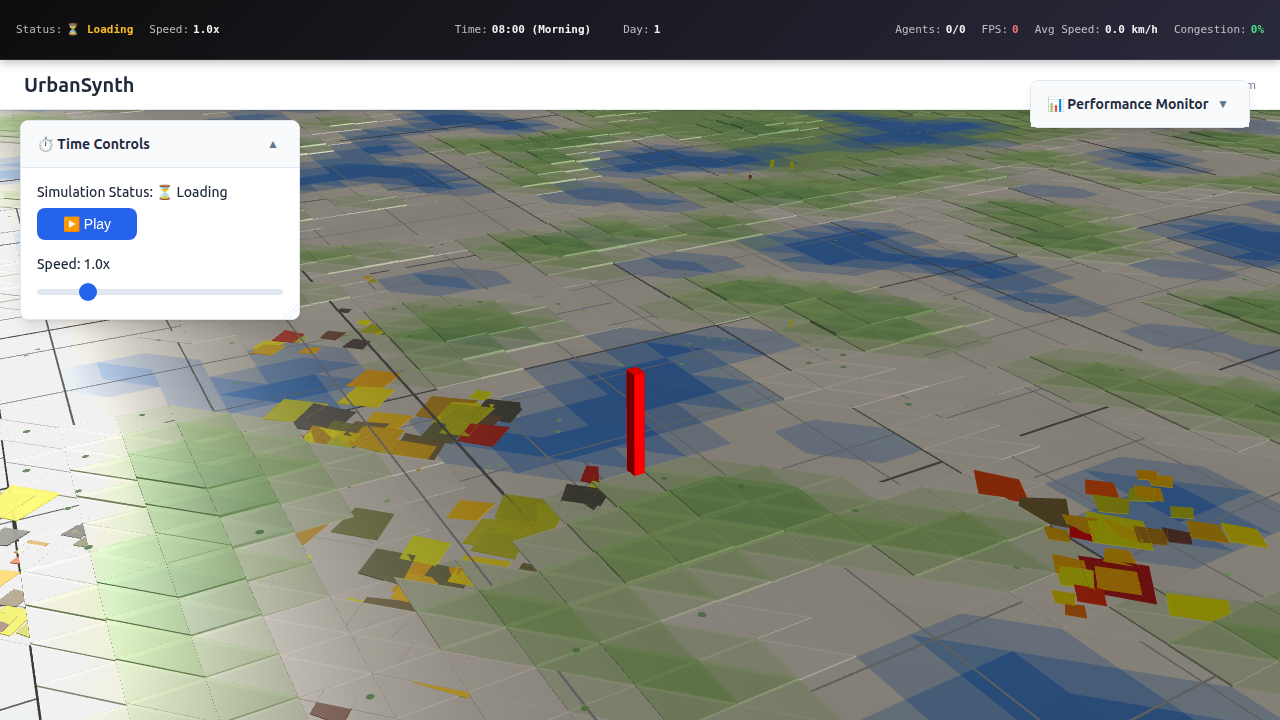 Status: ⏳ Loading Speed: 1.0x Time: 08:00 (Morning) Day: 1 Agents: 0/0 FPS: 0 Avg Speed: 0.0 km/h Congestion: 0%
UrbanSynth
📊 Performance Monitor ▼
⏱️ Time Controls ▲
Simulation Status: ⏳ Loading
▶️ Play
Speed: 1.0x